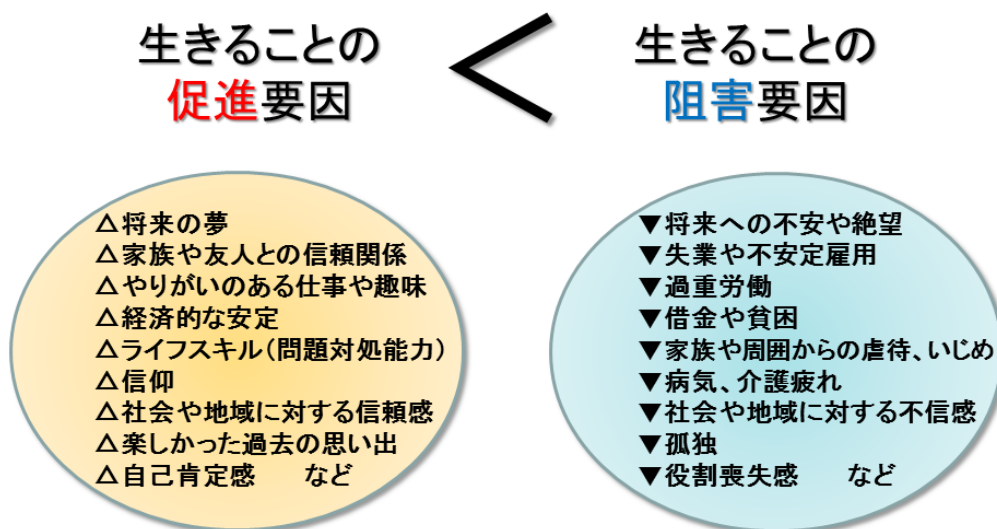 生きることの
促進要因
＜
生きることの
阻害要因
△将来の夢
△家族や友人との信頼関係
△やりがいのある仕事や趣味
△経済的な安定
△ライフスキル（問題対処能力）
△信仰
△社会や地域に対する信頼感
△楽しかった過去の思い出
△自己肯定感　　など
▼将来への不安や絶望
▼失業や不安定雇用
▼過重労働
▼借金や貧困
▼家族や周囲からの虐待、いじめ
▼病気、介護疲れ
▼社会や地域に対する不信感
▼孤独
▼役割喪失感　　など